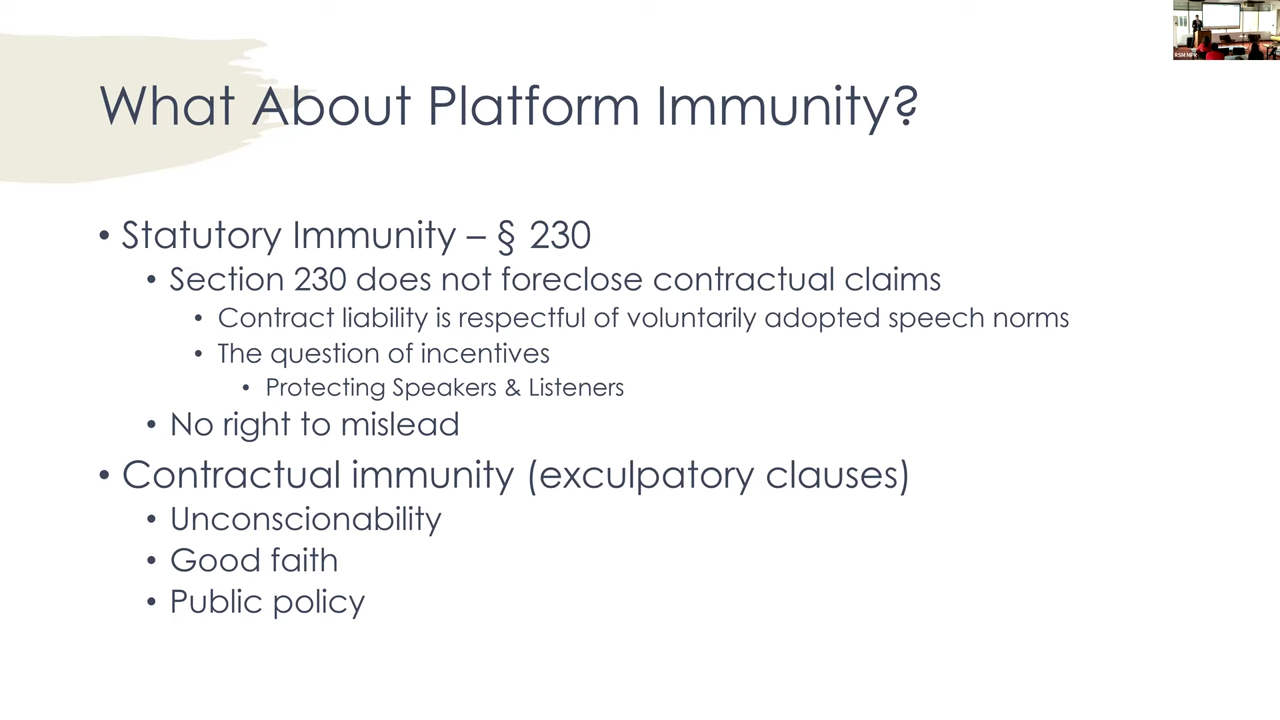 What About Platform Immunity?
• Statutory Immunity – § 230
• Section 230 does not foreclose contractual claims
• Contract liability is respectful of voluntarily adopted speech norms
• The question of incentives
• Protecting Speakers & Listeners
• No right to mislead
• Contractual immunity (exculpatory clauses)
• Unconscionability
• Good faith
• Public policy
RSM MPR